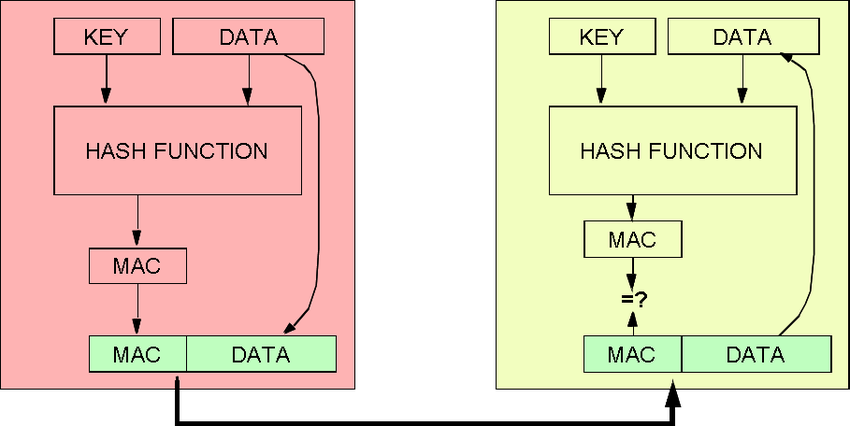 KEY
DATA
HASH FUNCTION
MAC
MAC
DATA
KEY
DATA
HASH FUNCTION
MAC
=?
MAC
DATA